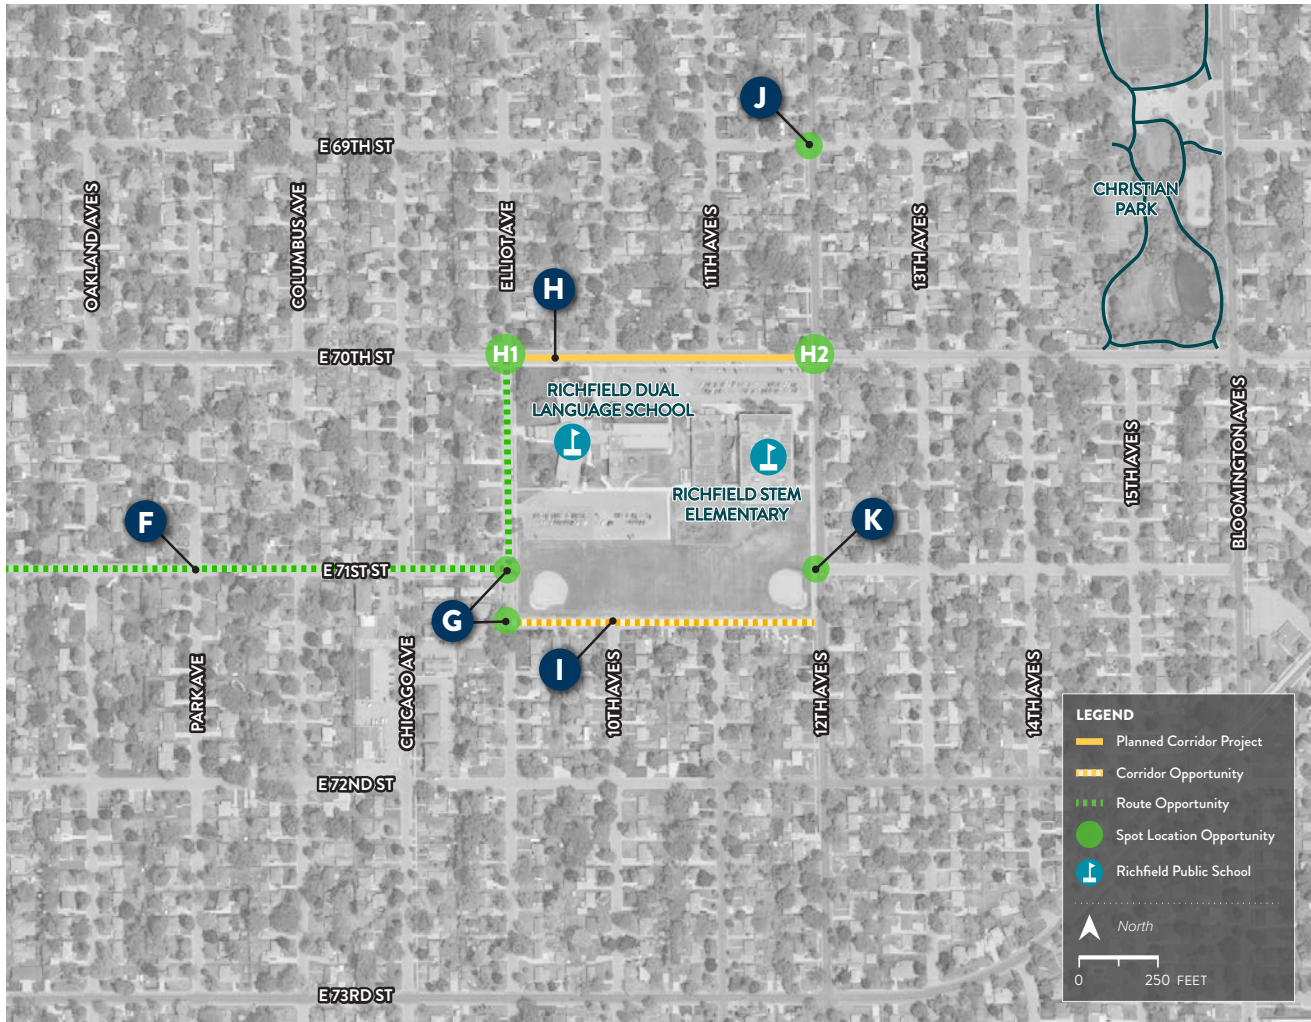 J
E 69TH ST
CHRISTIAN
PARK
OAKLAND AVE S
COLUMBUS AVE
ELLIOT AVE
11TH AVE S
13TH AVE S
H
E 70TH ST
H1
H2
RICHFIELD DUAL
LANGUAGE SCHOOL
RICHFIELD STEM
ELEMENTARY
15TH AVE S
BLOOMINGTON AVE S
F
K
E 71ST ST
G
I
PARK AVE
CHICAGO AVE
10TH AVE S
12TH AVE S
14TH AVE S
E 72ND ST
E 73RD ST
LEGEND
Planned Corridor Project
Corridor Opportunity
Route Opportunity
Spot Location Opportunity
Richfield Public School
North
0 250 FEET